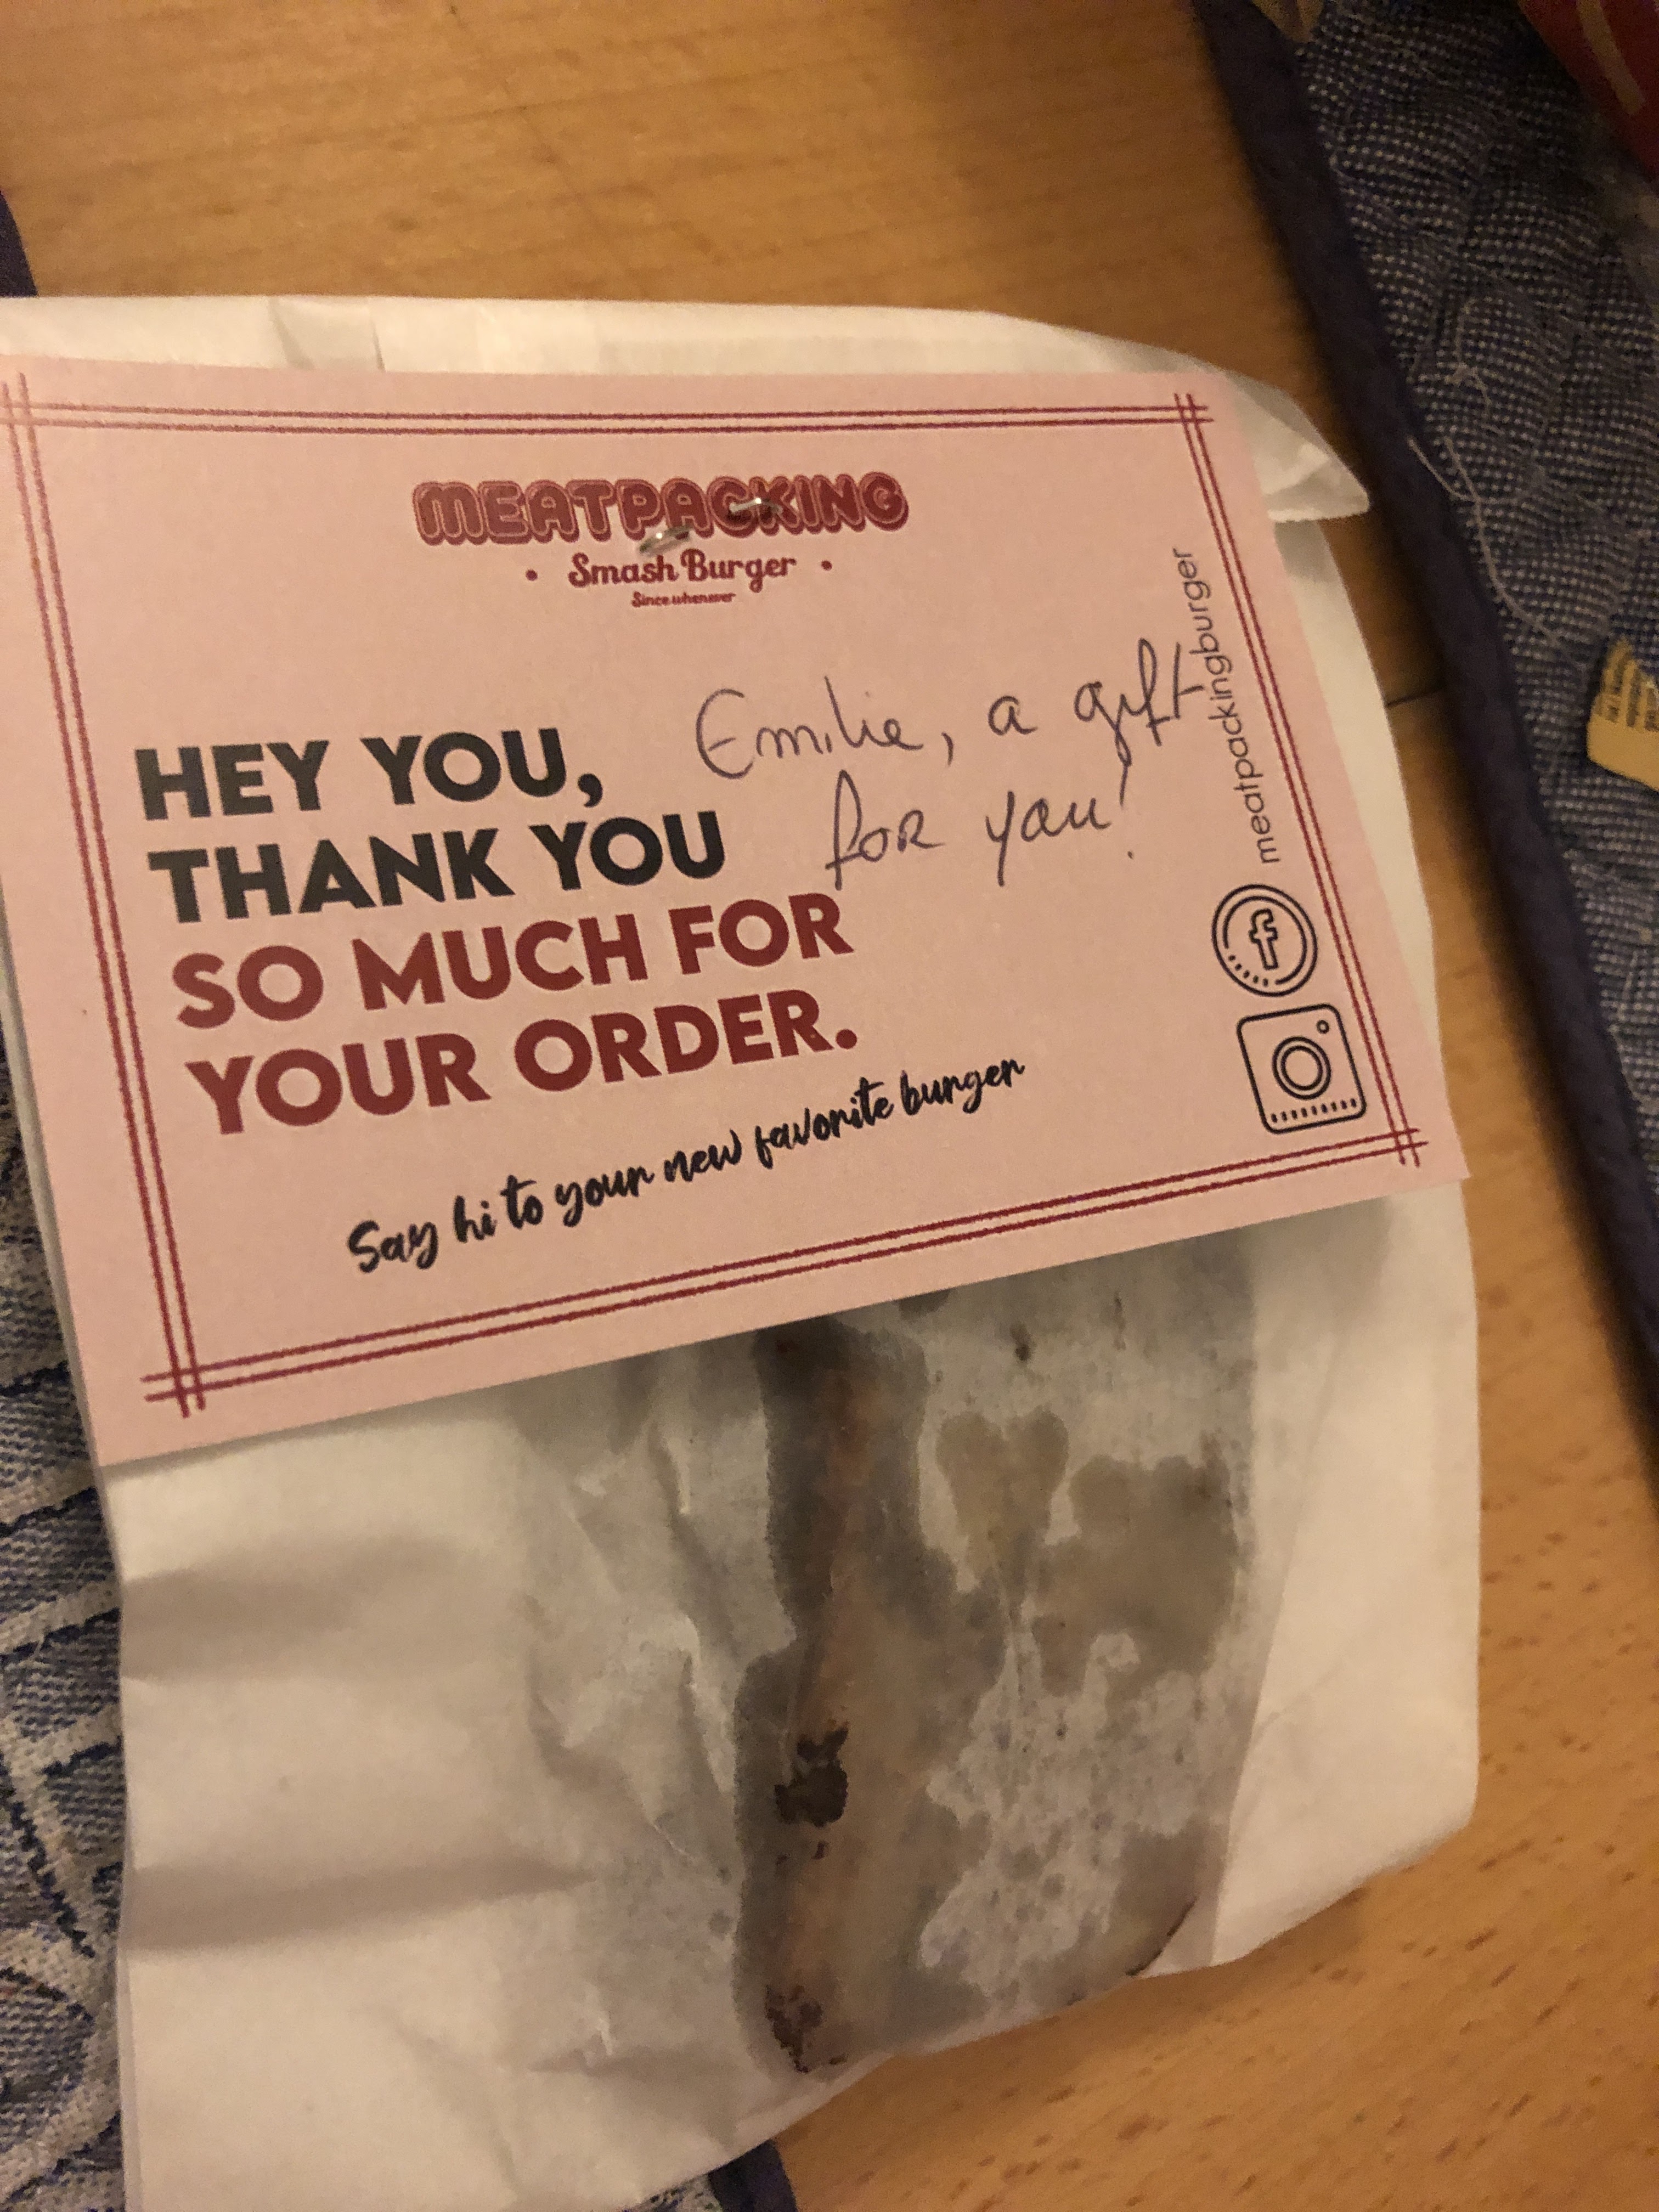 MEATPACKING
• Smash Burger •
Since whenever
Emilie, a gift
for you!
HEY YOU,
THANK YOU
SO MUCH FOR
YOUR ORDER.
Say hi to your new favorite burger
meatpackingburger